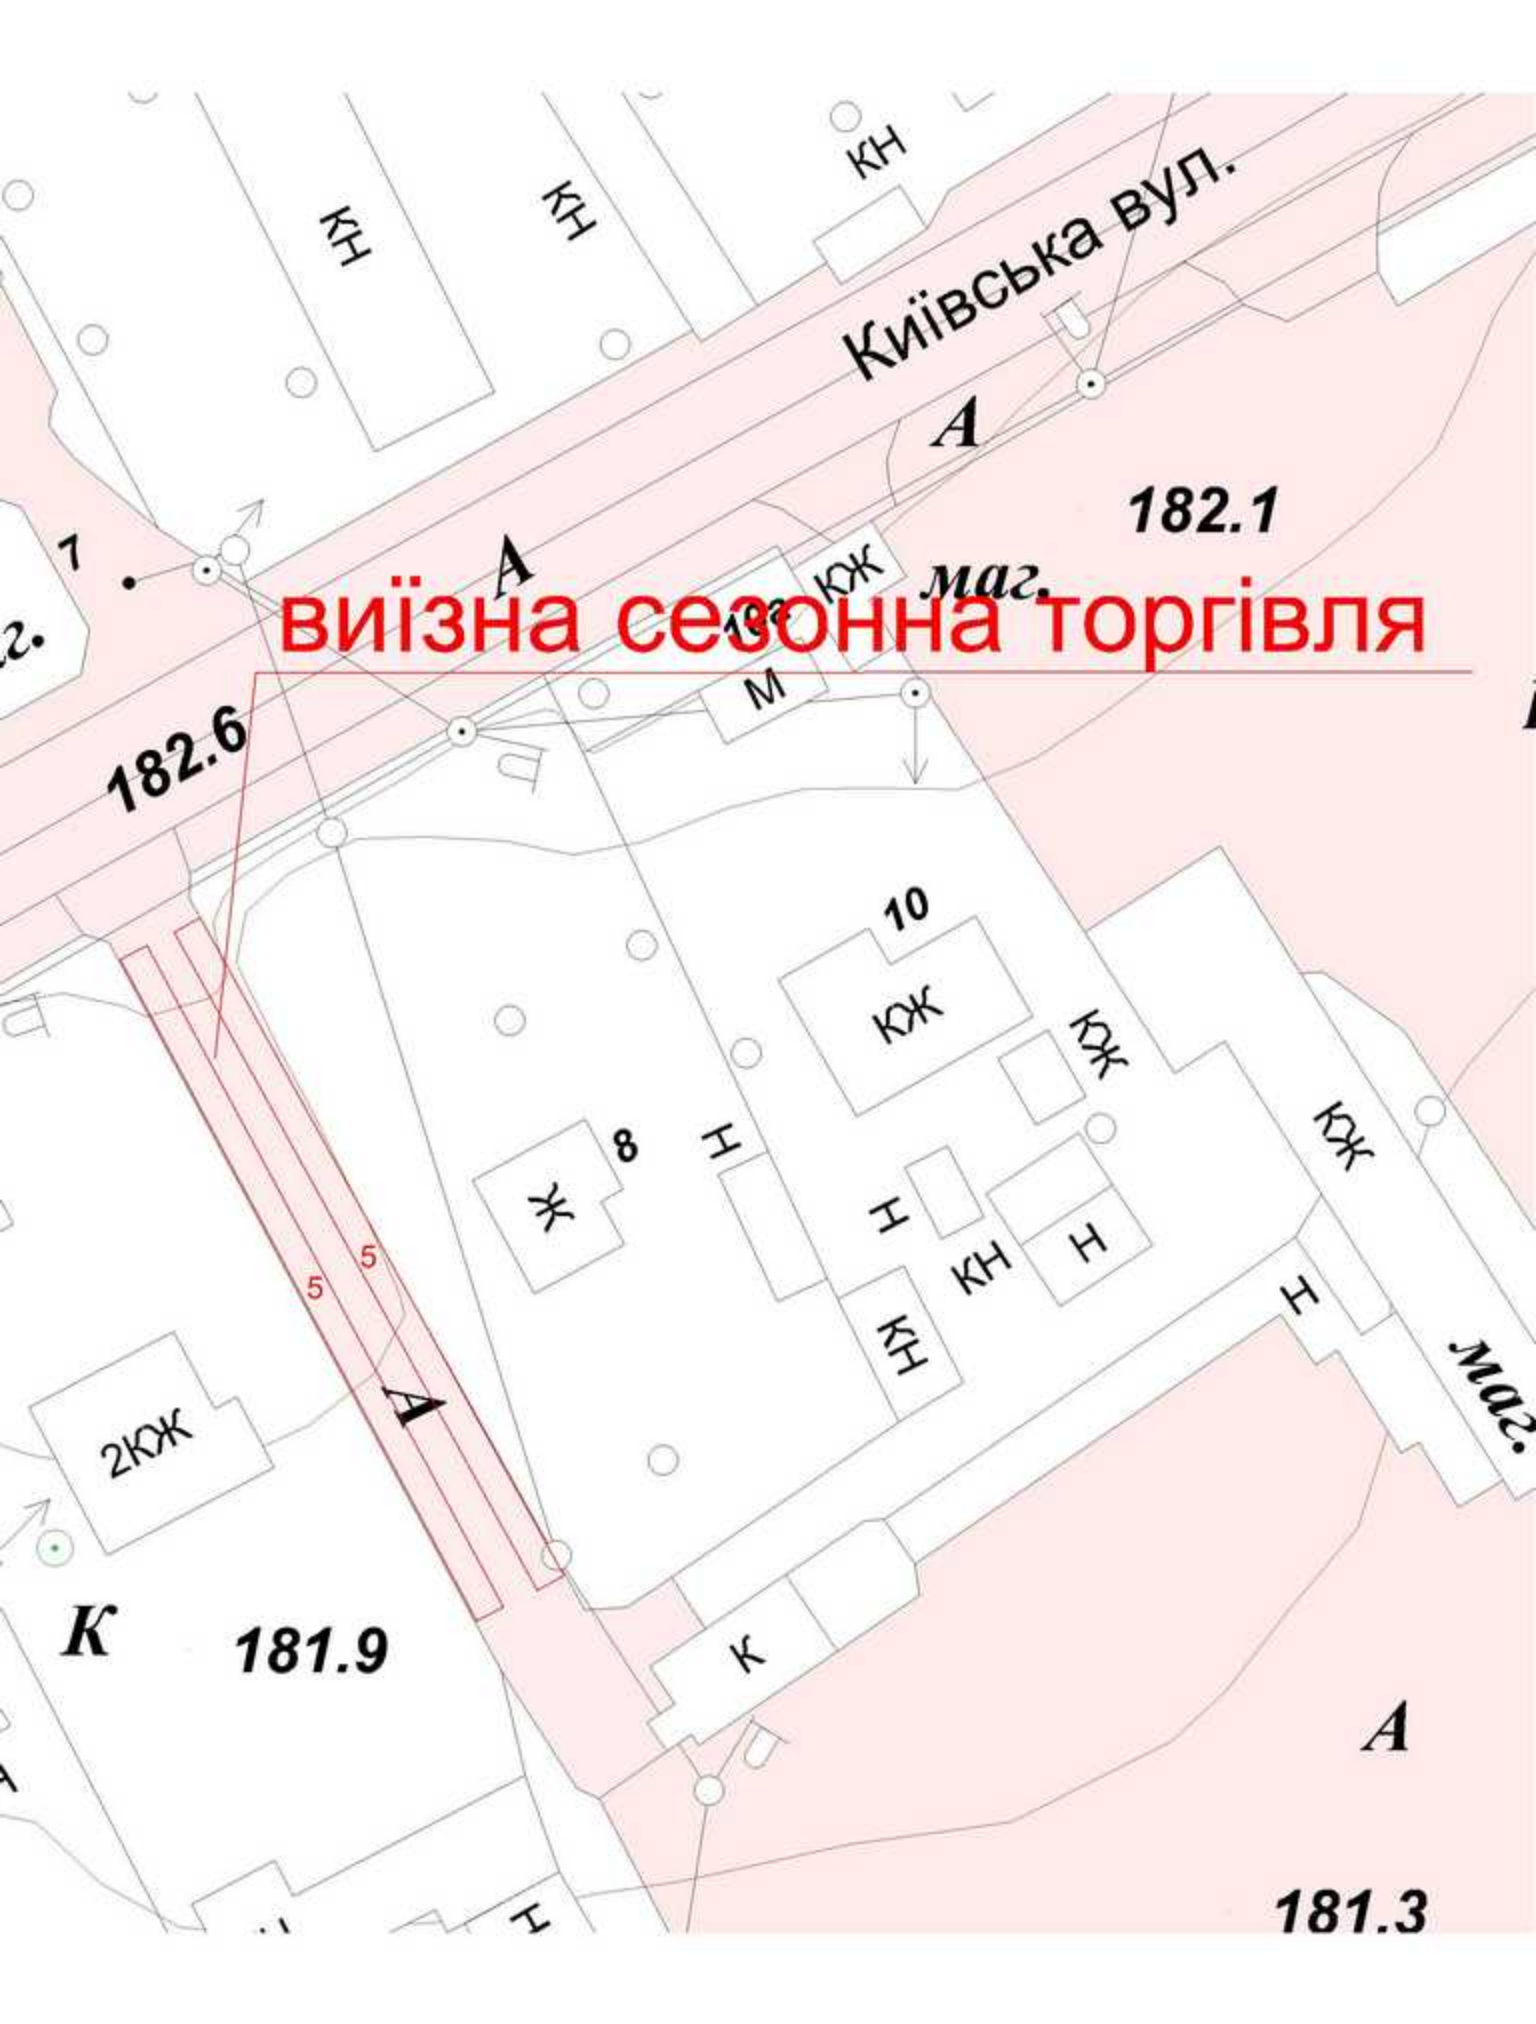 КН
КН
КН
Київська вул.
А
182.1
7
А
КЖ
маг.
г.
виїзна сезонна торгівля
М
182.6
10
КЖ
КЖ
КЖ
8
Ж
Н
Н
КН
Н
КН
Н
5
5
А
маг.
2КЖ
К
181.9
К
А
Н
181.3